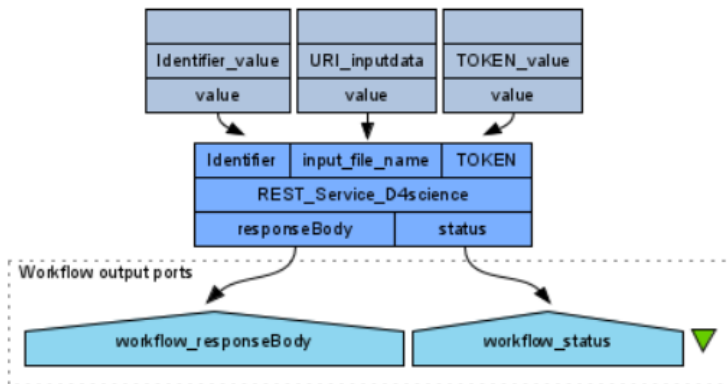 Identifier_value URI_inputdata TOKEN_value
value value value
Identifier input_file_name TOKEN
REST_Service_D4science
responseBody status
Workflow output ports
workflow_responseBody workflow_status